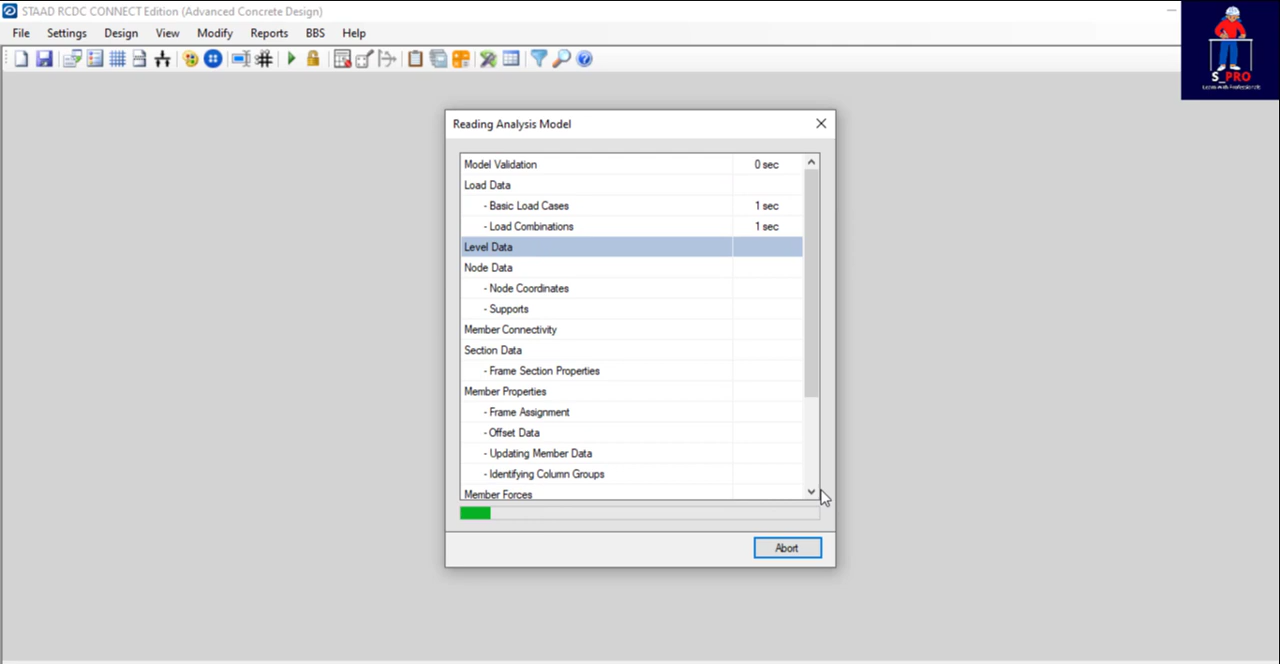 STAAD RCDC CONNECT Edition (Advanced Concrete Design)
File Settings Design View Modify Reports BBS Help
S_PRO
Learn With Professionals
Reading Analysis Model
Model Validation 0 sec
Load Data
- Basic Load Cases 1 sec
- Load Combinations 1 sec
Level Data
Node Data
- Node Coordinates
- Supports
Member Connectivity
Section Data
- Frame Section Properties
Member Properties
- Frame Assignment
- Offset Data
- Updating Member Data
- Identifying Column Groups
Member Forces
Abort